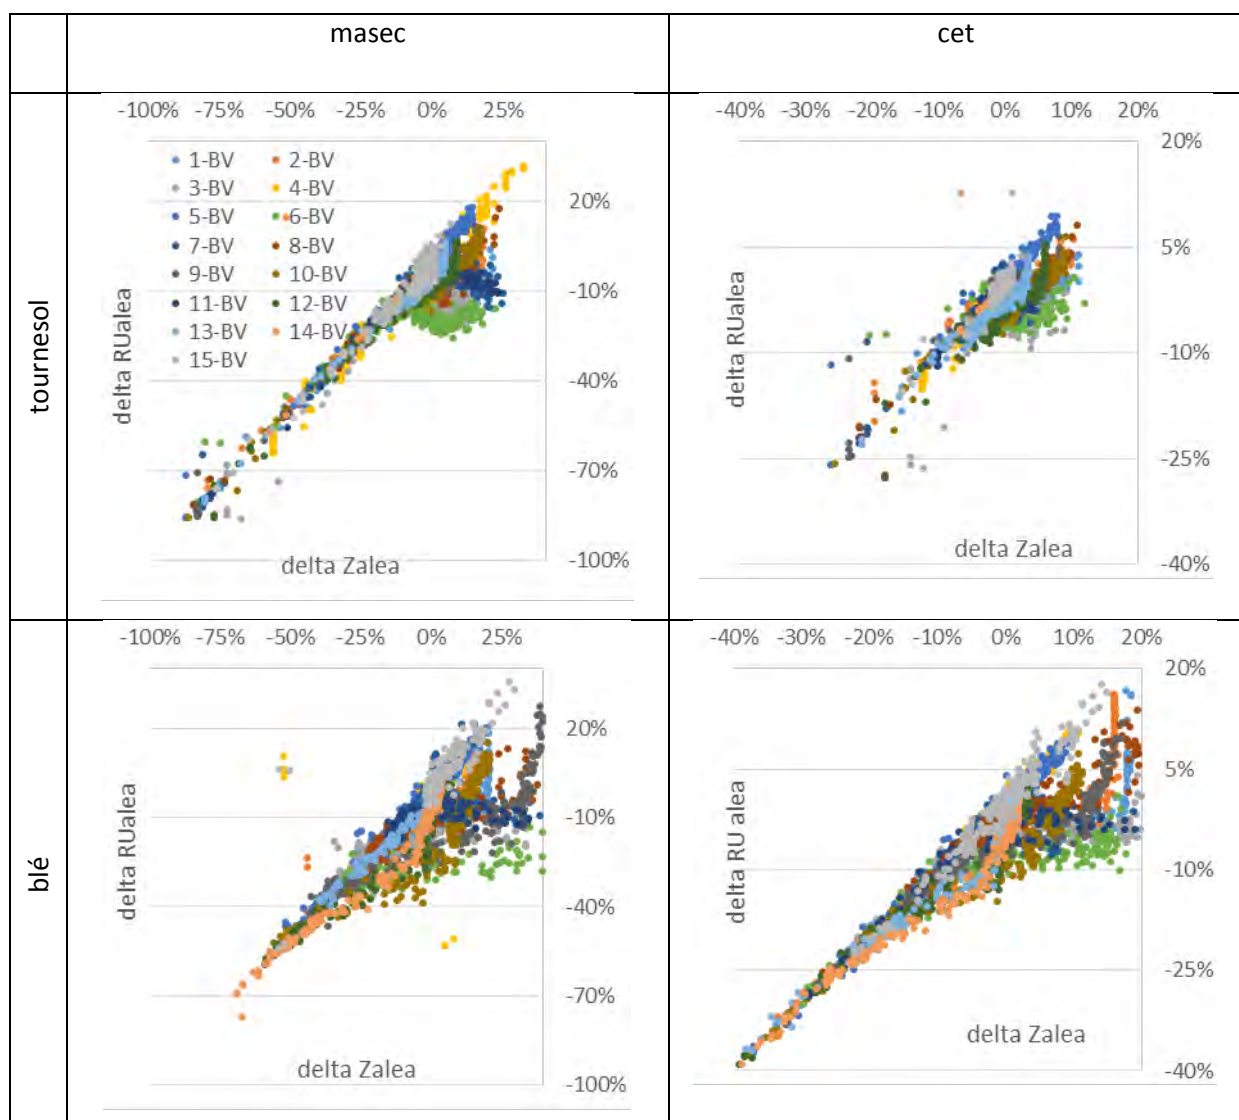 masec
cet
tournesol
-100% -75% -50% -25% 0% 25%
1-BV 2-BV
3-BV 4-BV
5-BV 6-BV
7-BV 8-BV
9-BV 10-BV
11-BV 12-BV
13-BV 14-BV
15-BV
20%
-10%
-40%
-70%
-100%
delta RUalea
delta Zalea
-40% -30% -20% -10% 0% 10% 20%
20%
5%
-10%
-25%
-40%
delta RUalea
delta Zalea
blé
-100% -75% -50% -25% 0% 25%
20%
-10%
-40%
-70%
-100%
delta RUalea
delta Zalea
-40% -30% -20% -10% 0% 10% 20%
20%
5%
-10%
-25%
-40%
delta RU alea
delta Zalea